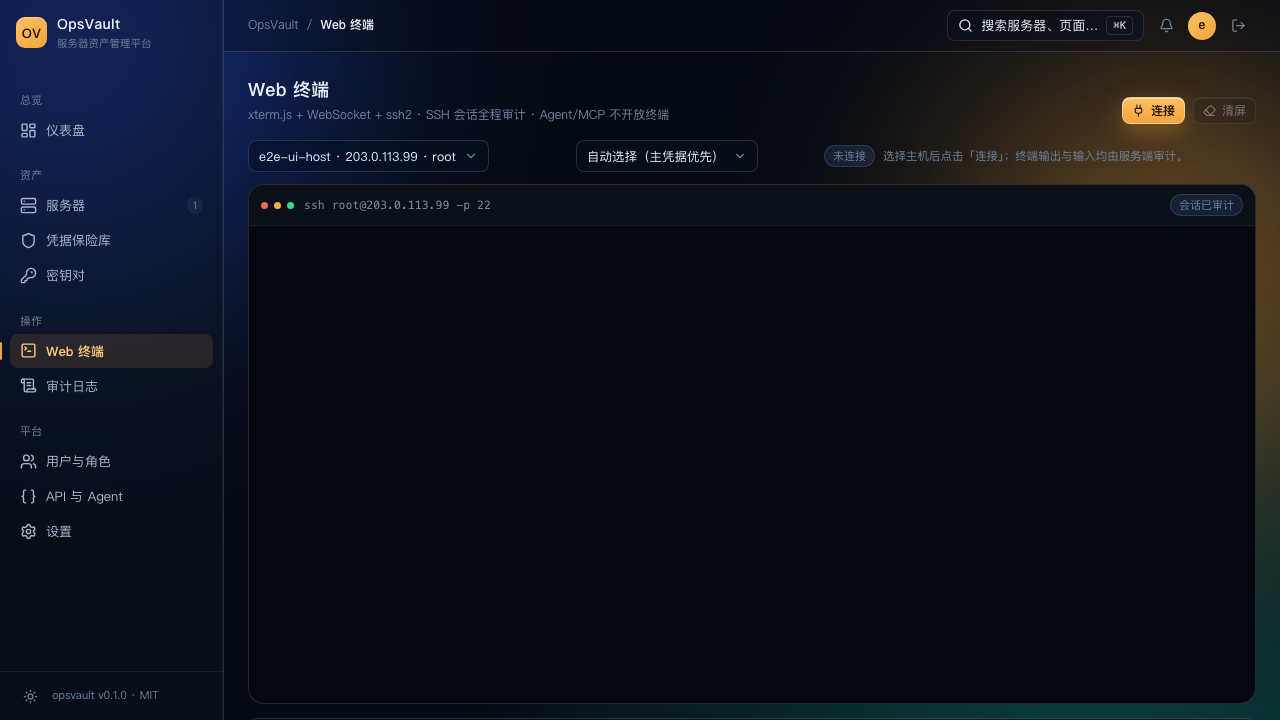 OV
OpsVault
服务器资产管理平台
总览
仪表盘
资产
服务器 1
凭据保险库
密钥对
操作
Web 终端
审计日志
平台
用户与角色
API 与 Agent
设置
opsvault v0.1.0 · MIT
OpsVault / Web 终端
搜索服务器、页面… ⌘K
e
Web 终端
xterm.js + WebSocket + ssh2 · SSH 会话全程审计 · Agent/MCP 不开放终端
连接
清屏
e2e-ui-host · 203.0.113.99 · root
自动选择（主凭据优先）
未连接 选择主机后点击「连接」；终端输出与输入均由服务端审计。
ssh root@203.0.113.99 -p 22
会话已审计